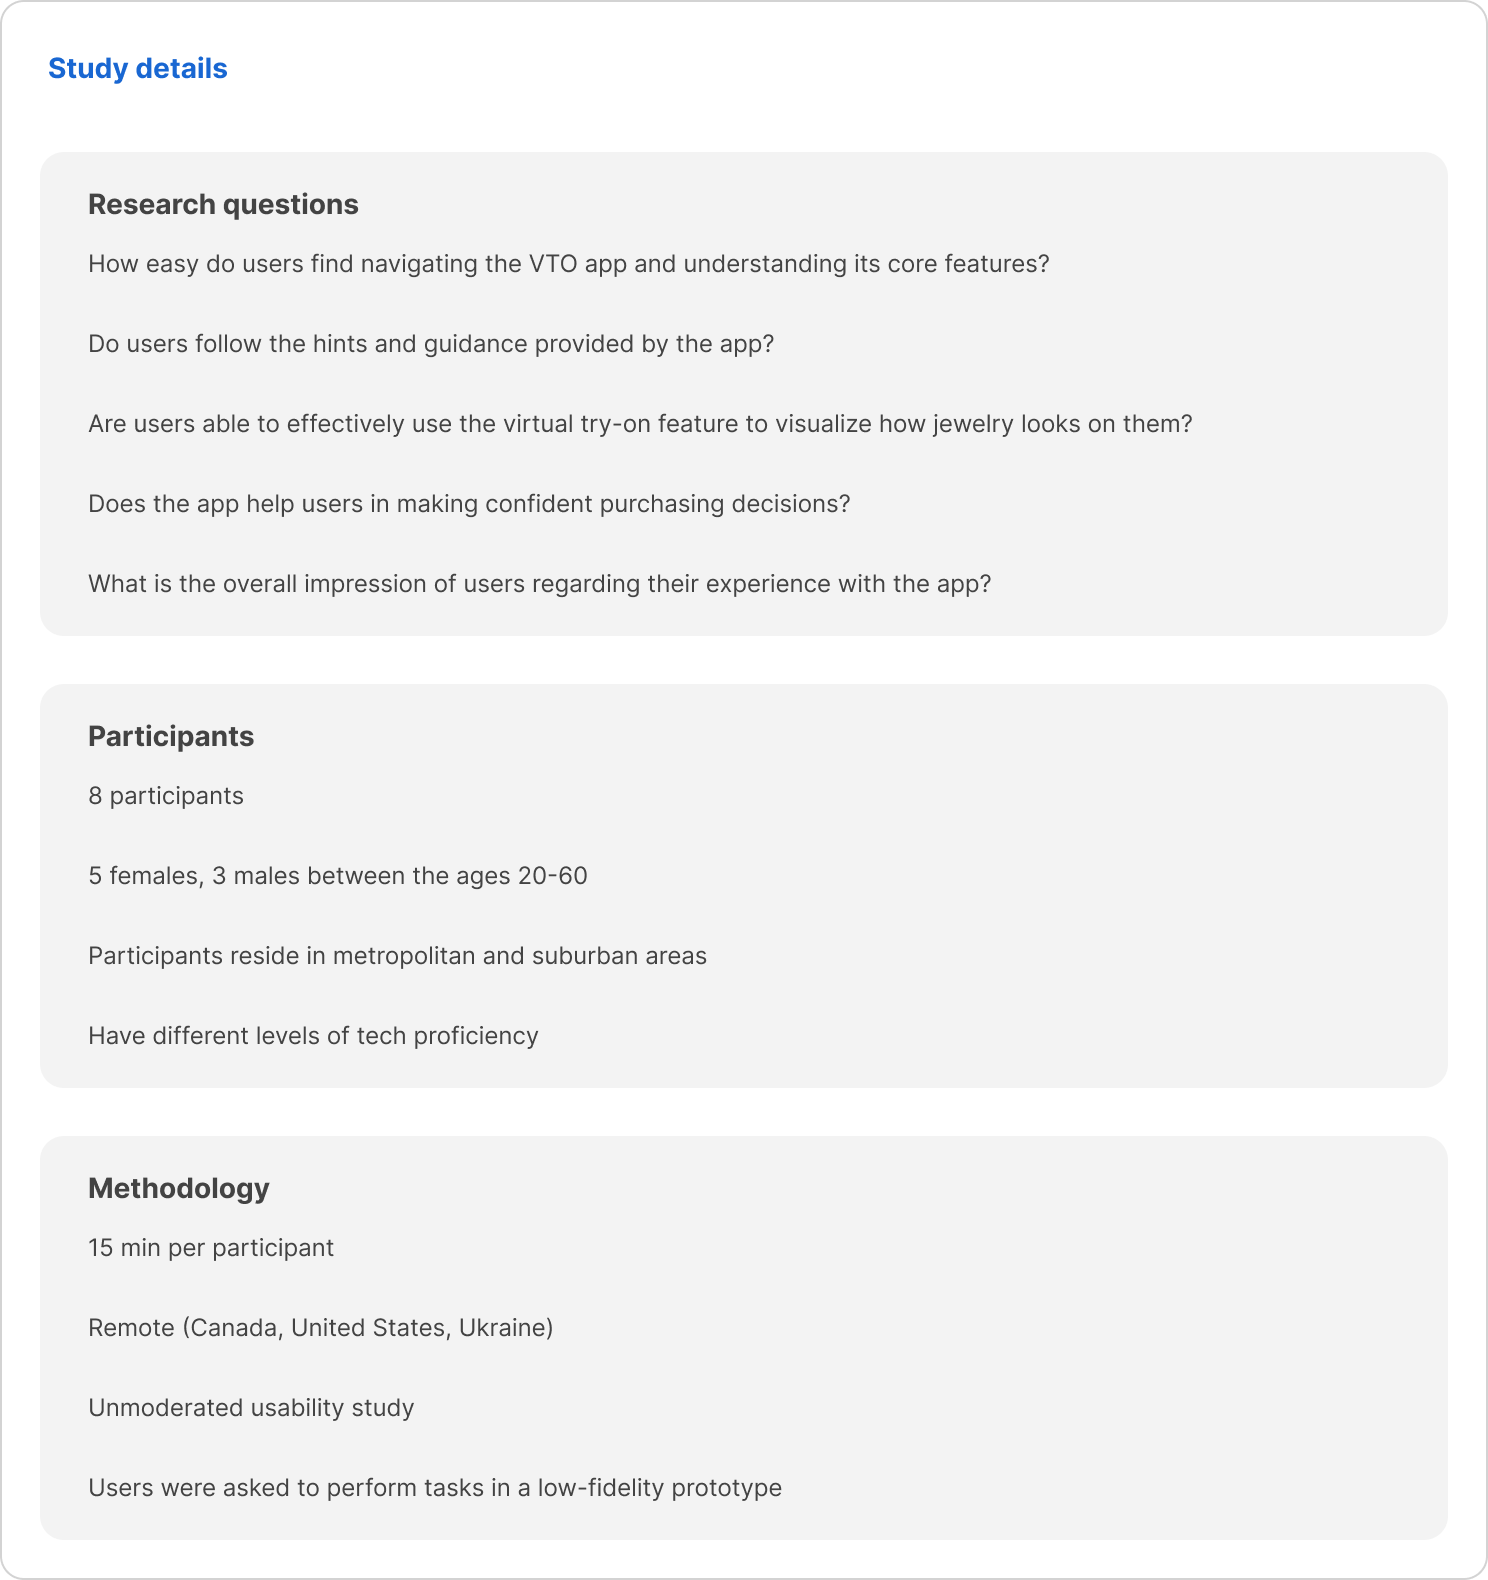 Study details
Research questions
How easy do users find navigating the VTO app and understanding its core features?
Do users follow the hints and guidance provided by the app?
Are users able to effectively use the virtual try-on feature to visualize how jewelry looks on them?
Does the app help users in making confident purchasing decisions?
What is the overall impression of users regarding their experience with the app?
Participants
8 participants
5 females, 3 males between the ages 20-60
Participants reside in metropolitan and suburban areas
Have different levels of tech proficiency
Methodology
15 min per participant
Remote (Canada, United States, Ukraine)
Unmoderated usability study
Users were asked to perform tasks in a low-fidelity prototype